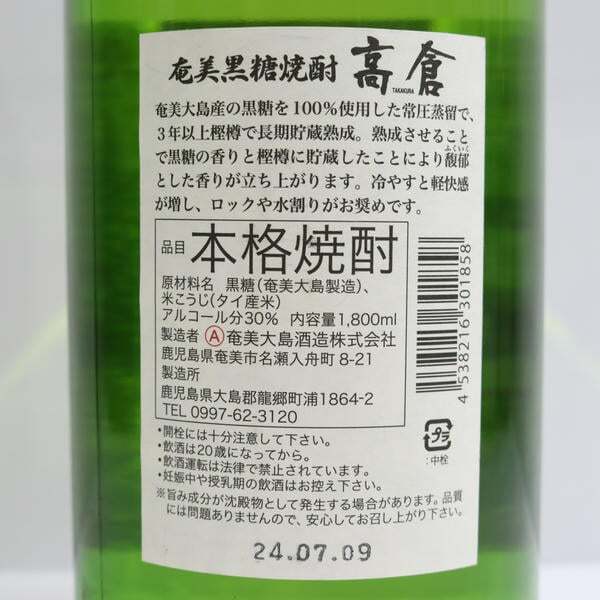 奄美黒糖焼酎 高倉
TAKAKURA
奄美大島産の黒糖を100%使用した常圧蒸留で、
3年以上樫樽で長期貯蔵熟成。熟成させること
で黒糖の香りと樫樽に貯蔵したことにより馥郁
ふくいく
とした香りが立ち上がります。冷やすと軽快感
が増し、ロックや水割りがお奨めです。
品目 本格焼酎
原材料名 黒糖(奄美大島製造)、
米こうじ(タイ産米)
アルコール分30% 内容量1,800ml
製造者 Ⓐ奄美大島酒造株式会社
鹿児島県奄美市名瀬入舟町8-21
製造所
鹿児島県大島郡龍郷町浦1864-2
TEL 0997-62-3120
4 538216 301858
プラ
:中栓
・開栓には十分注意して下さい。
・飲酒は20歳になってから。
・飲酒運転は法律で禁止されています。
・妊娠中や授乳期の飲酒はお控え下さい。
※旨み成分が沈殿物として発生する場合があります。品質
には問題ありませんので、安心してお召し上がり下さい。
24.07.09